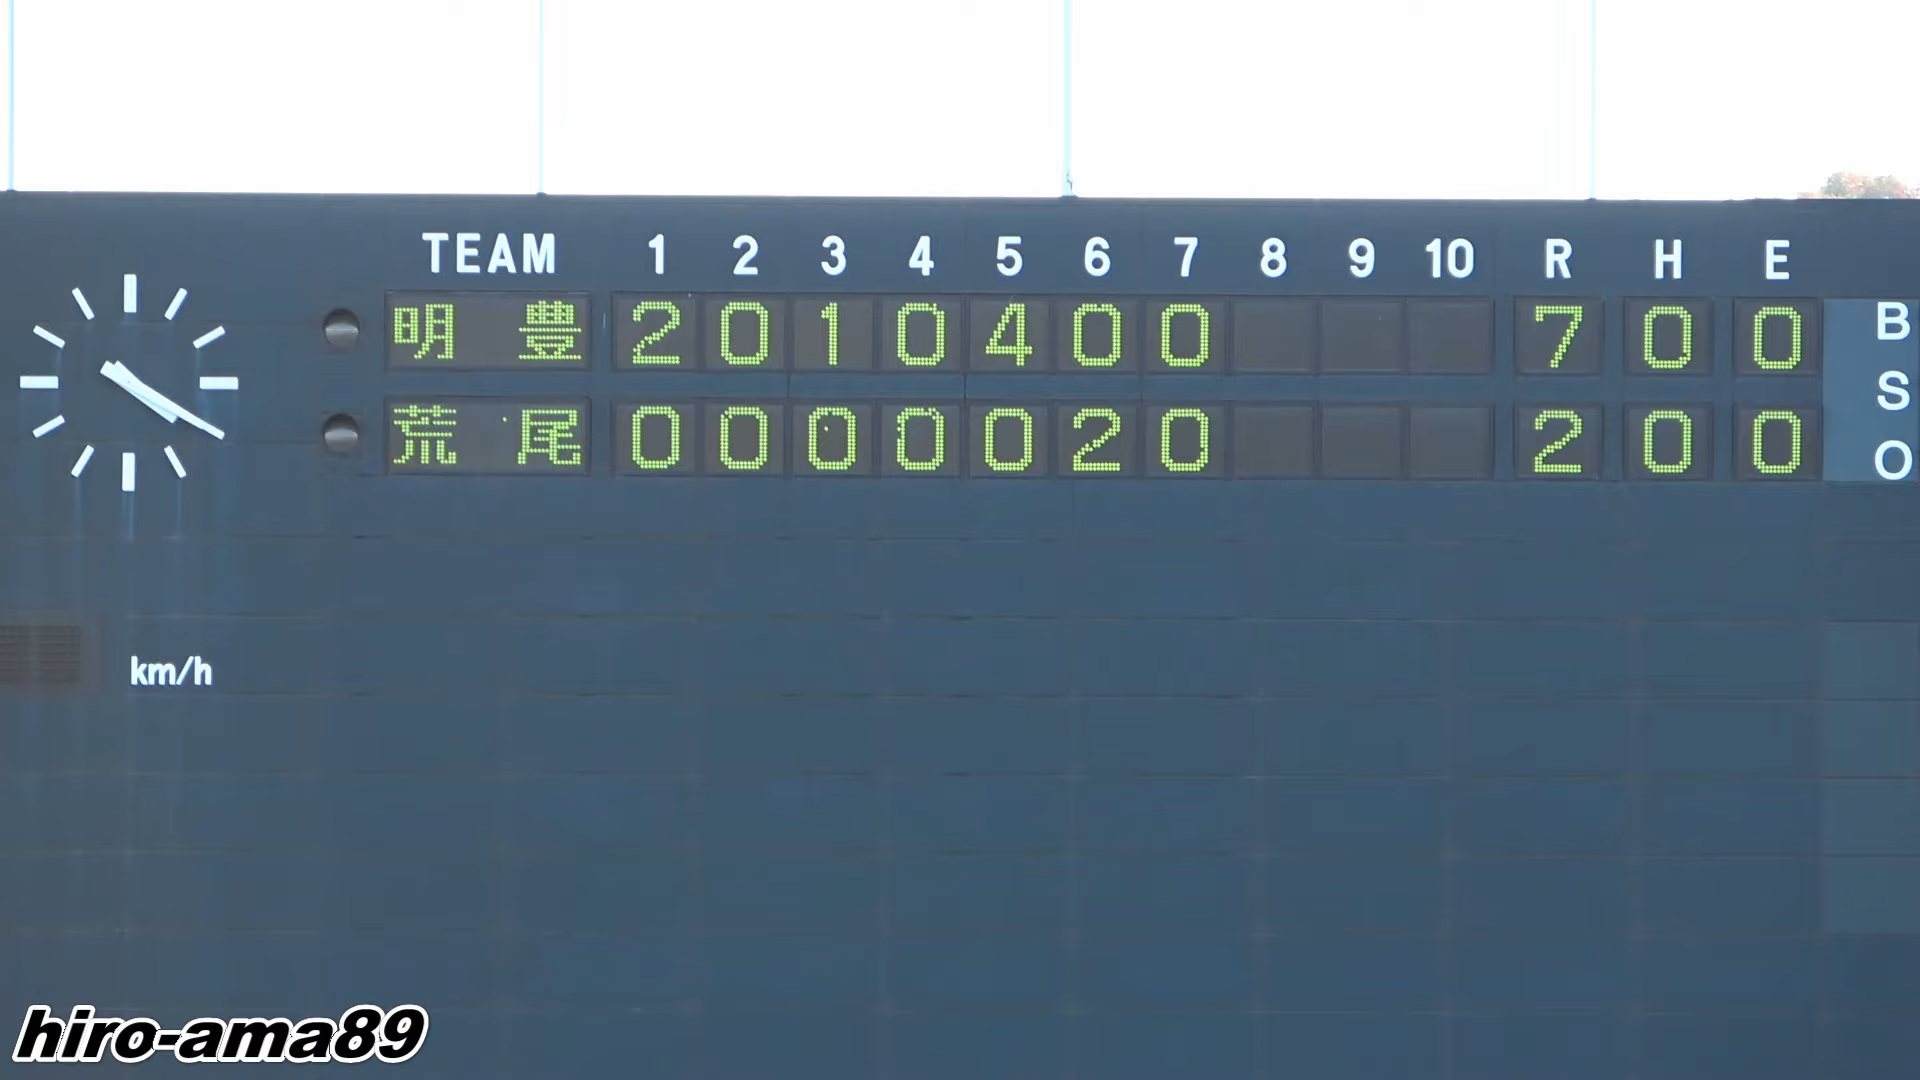 TEAM 1 2 3 4 5 6 7 8 9 10 R H E
明豊 2 0 1 0 4 0 0 7 0 0 B
S
荒尾 0 0 0 0 0 2 0 2 0 0 O
km/h
hiro-ama89